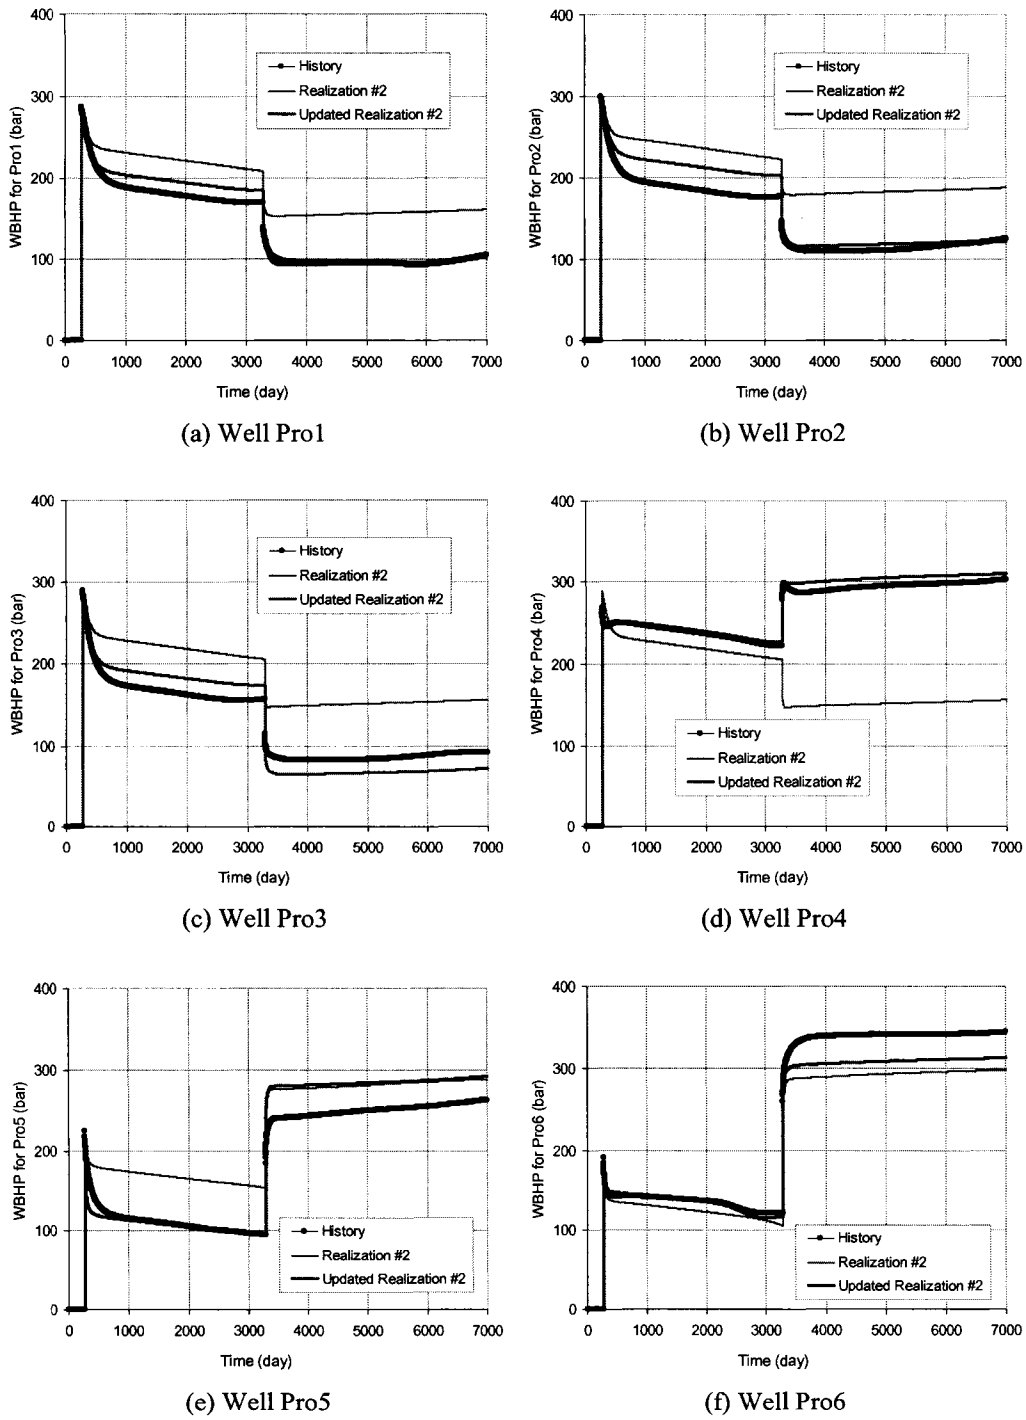 400
300
200
100
0
WBHP for Pro1 (bar)
History
Realization #2
Updated Realization #2
0 1000 2000 3000 4000 5000 6000 7000
Time (day)
(a) Well Pro1
400
300
200
100
0
WBHP for Pro2 (bar)
History
Realization #2
Updated Realization #2
0 1000 2000 3000 4000 5000 6000 7000
Time (day)
(b) Well Pro2
400
300
200
100
0
WBHP for Pro3 (bar)
History
Realization #2
Updated Realization #2
0 1000 2000 3000 4000 5000 6000 7000
Time (day)
(c) Well Pro3
400
300
200
100
0
WBHP for Pro4 (bar)
History
Realization #2
Updated Realization #2
0 1000 2000 3000 4000 5000 6000 7000
Time (day)
(d) Well Pro4
400
300
200
100
0
WBHP for Pro5 (bar)
History
Realization #2
Updated Realization #2
0 1000 2000 3000 4000 5000 6000 7000
Time (day)
(e) Well Pro5
400
300
200
100
0
WBHP for Pro6 (bar)
History
Realization #2
Updated Realization #2
0 1000 2000 3000 4000 5000 6000 7000
Time (day)
(f) Well Pro6